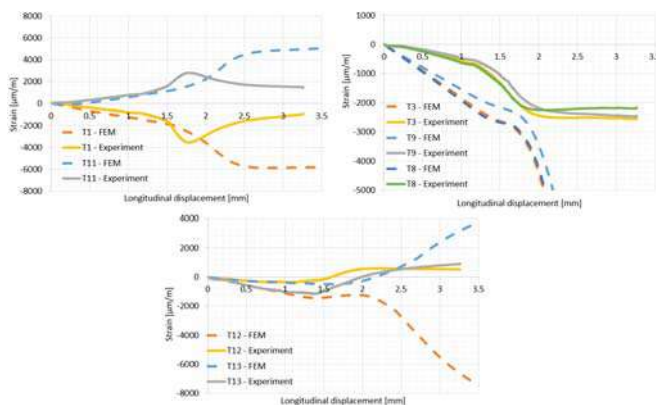 8000
6000
4000
2000
0
-2000
-4000
-6000
-8000
Strain [µm/m]
0 0.5 1 1.5 2 2.5 3 3.5
T1 - FEM
T1 - Experiment
T11 - FEM
T11 - Experiment
Longitudinal displacement [mm]
0
-1000
-2000
-3000
-4000
5000
Strain [µm/m]
0 0.5 1 1.5 2 2.5 3 3.5
T3 - FEM
T3 - Experiment
T9 - FEM
T9 - Experiment
T8 - FEM
T8 - Experiment
Longitudinal displacement [mm]
4000
2000
0
-2000
-4000
-6000
-8000
Strain [µm/m]
0 0.5 1 1.5 2 2.5 3 3.5
T12 - FEM
T12 - Experiment
T13 - FEM
T13 - Experiment
Longitudinal displacement [mm]